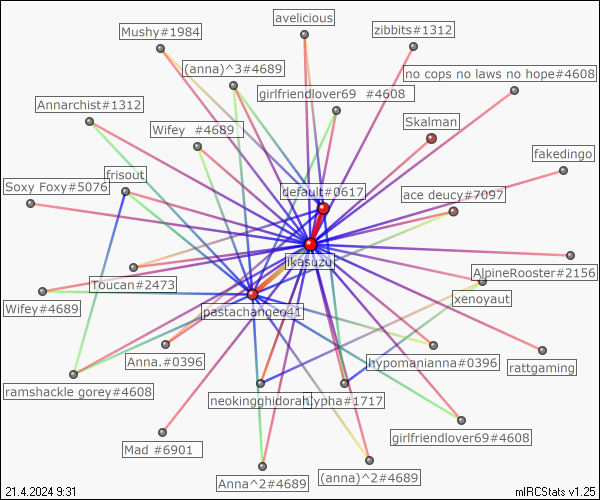 avelicious
Mushy#1984
zibbits#1312
(anna)^3#4689
no cops no laws no hope#4608
girlfriendlover69 #4608
Annarchist#1312
Wifey #4689
Skalman
fakedingo
frisout
Soxy Foxy#5076
default#0617
ace deucy#7097
ikasuzu
AlpineRooster#2156
Toucan#2473
xenoyaut
Wifey#4689
pastachangeo41
Anna.#0396
hypomanianna#0396
rattgaming
ramshackle gorey#4608
neokingghidorah
ypha#1717
girlfriendlover69#4608
Mad #6901
Anna^2#4689
(anna)^2#4689
21.4.2024 9:31
mIRCStats v1.25